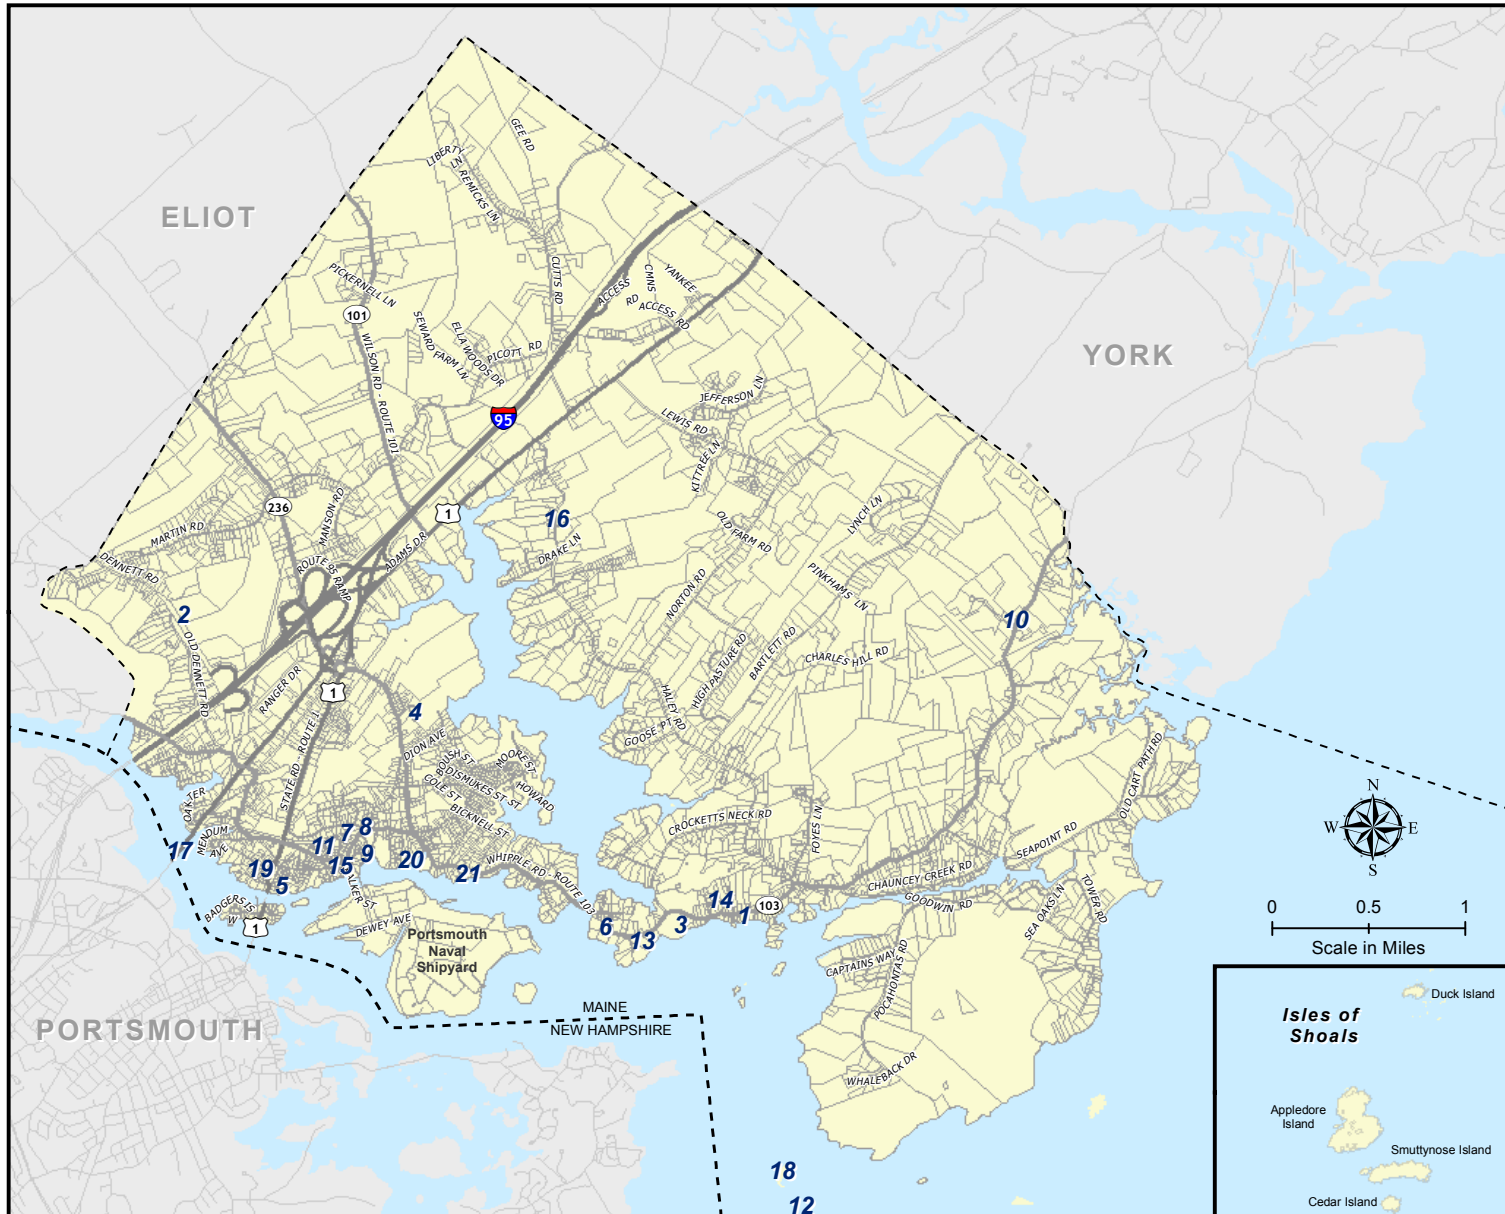 ELIOT
YORK
PORTSMOUTH
GEE RD
LIBERTY
LN
REMICKS LN
CUTTS RD
PICKERNELL LN
101
WILSON RD - ROUTE 101
SEWARD
FARM LN
ELLA WOODS DR
PICOTT RD
ACCESS
RD
CMNS
YANKEE
ACCESS RD
95
JEFFERSON LN
LEWIS RD
KITTREE LN
1
236
MANSON RD
MARTIN RD
DENNETT RD
ROUTE 95 RAMP
ADAMS DR
16
DRAKE LN
OLD FARM RD
LYNCH LN
PINKHAMS LN
NORTON RD
2
10
OLD DENNETT RD
RANGER DR
1
STATE RD - ROUTE 1
4
DION AVE
HIGH PASTURE RD
BARTLETT RD
CHARLES HILL RD
HALEY RD
GOOSE PT
BOUSH ST
MOORE ST
DISMUKES ST
ST
HOWARD
COLE ST
BICKNELL ST
OLD CART PATH RD
OAK TER
MENDUM
AVE
CROCKETTS NECK RD
FOYES LN
SEAPOINT RD
17
7
8
11
9
15
19
5
20
21
WHIPPLE RD - ROUTE 103
CHAUNCEY CREEK RD
GOODWIN RD
SEA OAKS LN
TOWER RD
BADGERS IS
W
1
ALKER ST
DEWEY AVE
Portsmouth
Naval
Shipyard
6
13
3
14
1
103
CAPTAINS WAY
POCAHONTAS RD
WHALEBACK DR
MAINE
NEW HAMPSHIRE
18
12
N
W
E
S
0
0.5
1
Scale in Miles
Isles of
Shoals
Duck Island
Appledore
Island
Smuttynose Island
Cedar Island